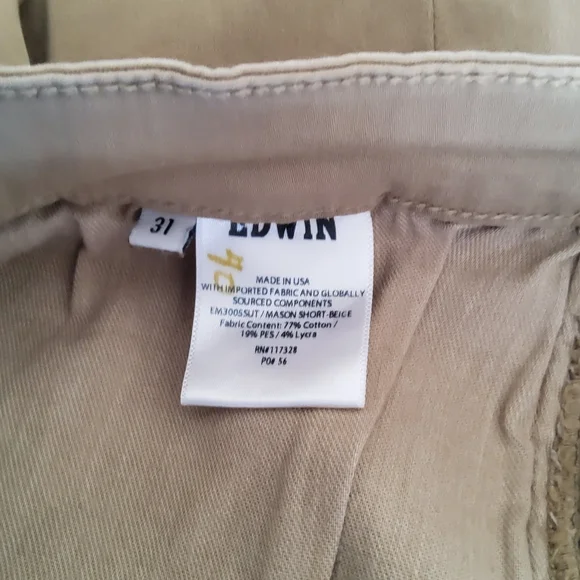 31
EDWIN
MADE IN USA
WITH IMPORTED FABRIC AND GLOBALLY
SOURCED COMPONENTS
EM300SSUT / MASON SHORT-BEIGE
Fabric Content: 77% Cotton /
19% PES / 4% Lycra
RN#117328
PO# 56